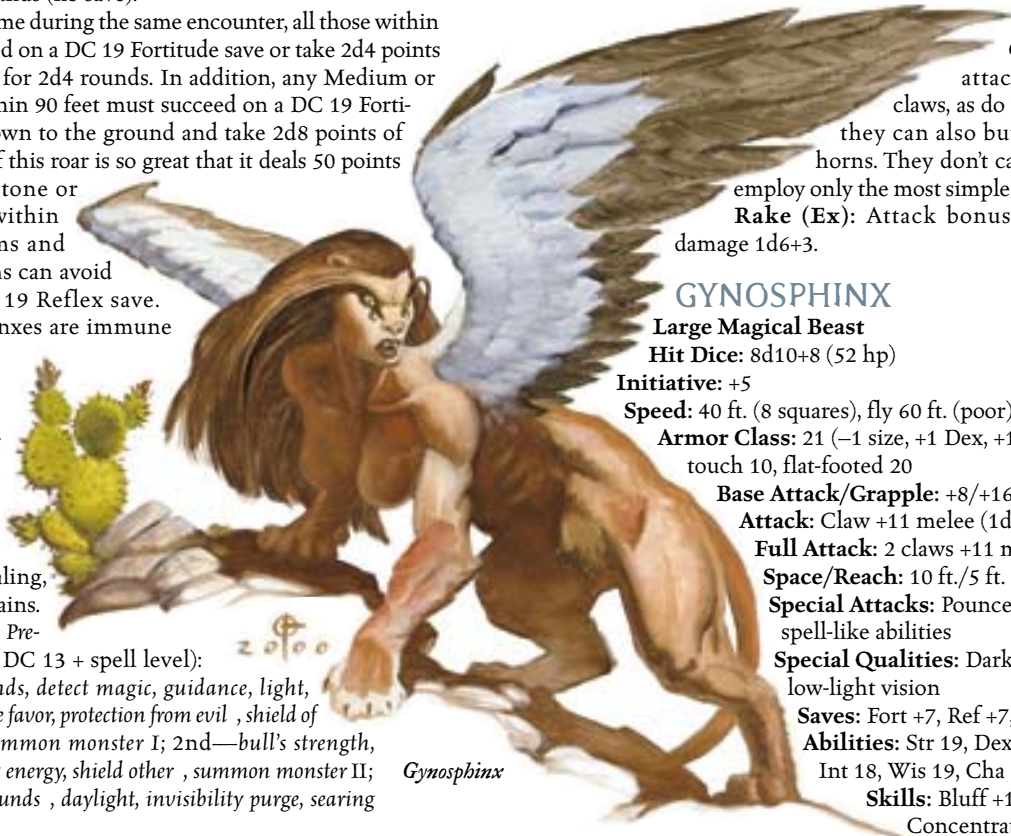 me during the same encounter, all those within
ed on a DC 19 Fortitude save or take 2d4 points
for 2d4 rounds. In addition, any Medium or
hin 90 feet must succeed on a DC 19 Forti-
own to the ground and take 2d8 points of
f this roar is so great that it deals 50 points
tone or
within
ns and
ns can avoid
19 Reflex save.
nxes are immune
aling,
ains.
Pre-
DC 13 + spell level):
nds, detect magic, guidance, light,
e favor, protection from evil , shield of
mmon monster I; 2nd—bull's strength,
energy, shield other , summon monster II;
unds , daylight, invisibility purge, searing
2000
Gynosphinx
attac
claws, as do
they can also bu
horns. They don't ca
employ only the most simple
Rake (Ex): Attack bonus
damage 1d6+3.
GYNOSPHINX
Large Magical Beast
Hit Dice: 8d10+8 (52 hp)
Initiative: +5
Speed: 40 ft. (8 squares), fly 60 ft. (poor)
Armor Class: 21 (–1 size, +1 Dex, +1
touch 10, flat-footed 20
Base Attack/Grapple: +8/+16
Attack: Claw +11 melee (1d
Full Attack: 2 claws +11 m
Space/Reach: 10 ft./5 ft.
Special Attacks: Pounce
spell-like abilities
Special Qualities: Dark
low-light vision
Saves: Fort +7, Ref +7,
Abilities: Str 19, Dex
Int 18, Wis 19, Cha
Skills: Bluff +1
Concentra